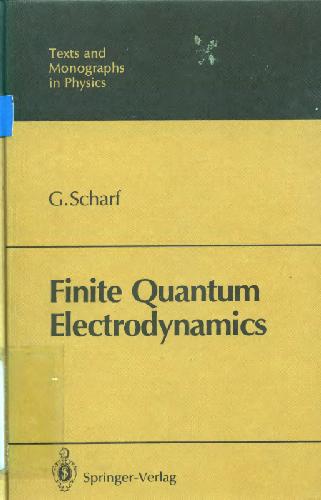 Texts and
Monographs
in Physics
G.Scharf
Finite Quantum
Electrodynamics
Springer-Verlag